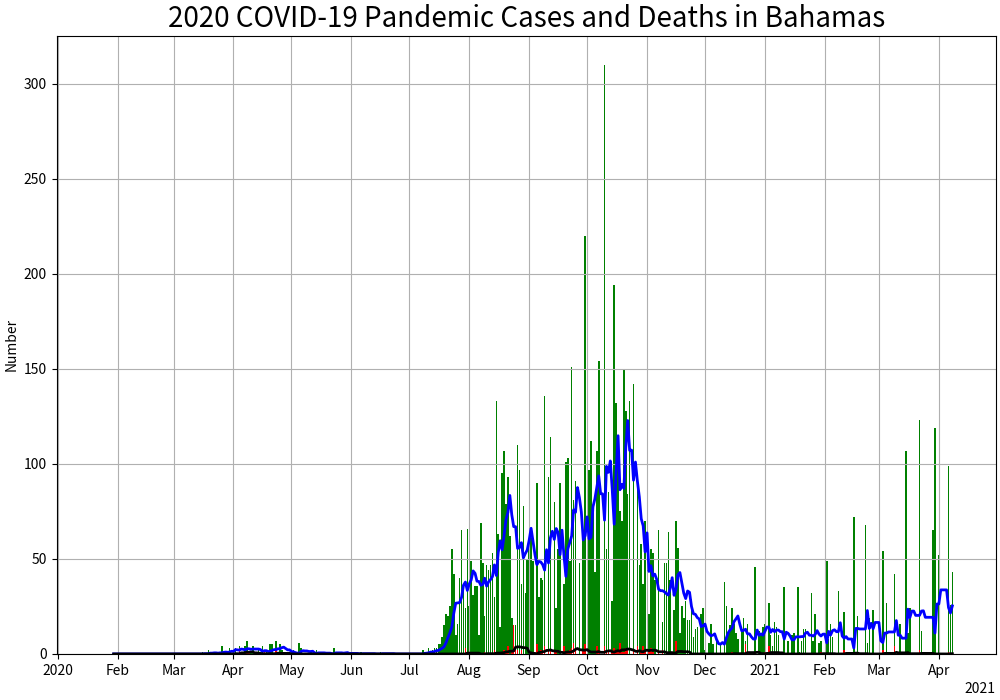 2020 COVID-19 Pandemic Cases and Deaths in Bahamas
300
250
200
150
100
50
0
Number
2020 Feb Mar Apr May Jun Jul Aug Sep Oct Nov Dec 2021 Feb Mar Apr
2021